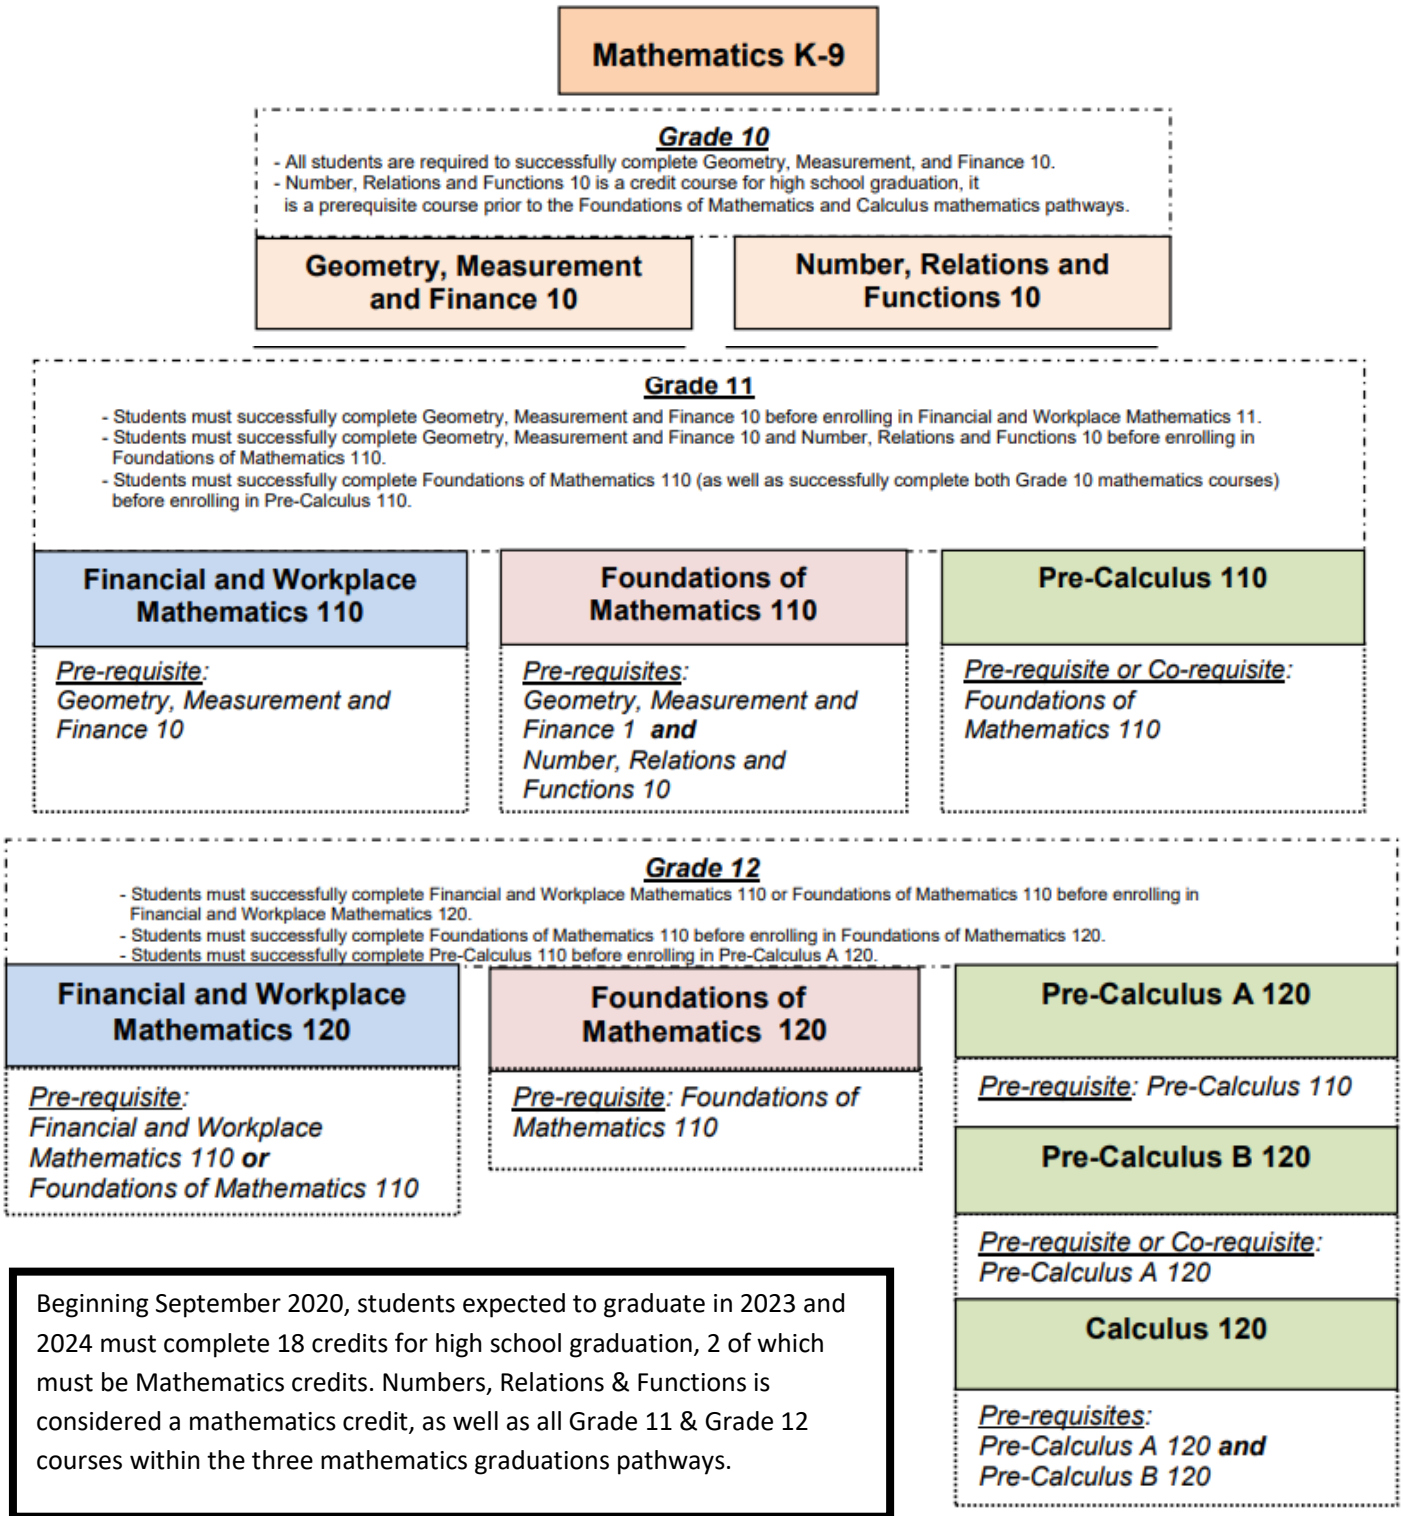 Mathematics K-9
Grade 10
- All students are required to successfully complete Geometry, Measurement, and Finance 10.
- Number, Relations and Functions 10 is a credit course for high school graduation, it
is a prerequisite course prior to the Foundations of Mathematics and Calculus mathematics pathways.
Geometry, Measurement
and Finance 10
Number, Relations and
Functions 10
Grade 11
- Students must successfully complete Geometry, Measurement and Finance 10 before enrolling in Financial and Workplace Mathematics 11.
- Students must successfully complete Geometry, Measurement and Finance 10 and Number, Relations and Functions 10 before enrolling in
Foundations of Mathematics 110.
- Students must successfully complete Foundations of Mathematics 110 (as well as successfully complete both Grade 10 mathematics courses)
before enrolling in Pre-Calculus 110.
Financial and Workplace
Mathematics 110
Pre-requisite:
Geometry, Measurement and
Finance 10
Foundations of
Mathematics 110
Pre-requisites:
Geometry, Measurement and
Finance 1 and
Number, Relations and
Functions 10
Pre-Calculus 110
Pre-requisite or Co-requisite:
Foundations of
Mathematics 110
Grade 12
- Students must successfully complete Financial and Workplace Mathematics 110 or Foundations of Mathematics 110 before enrolling in
Financial and Workplace Mathematics 120.
- Students must successfully complete Foundations of Mathematics 110 before enrolling in Foundations of Mathematics 120.
- Students must successfully complete Pre-Calculus 110 before enrolling in Pre-Calculus A 120.
Financial and Workplace
Mathematics 120
Pre-requisite:
Financial and Workplace
Mathematics 110 or
Foundations of Mathematics 110
Foundations of
Mathematics 120
Pre-requisite: Foundations of
Mathematics 110
Pre-Calculus A 120
Pre-requisite: Pre-Calculus 110
Pre-Calculus B 120
Pre-requisite or Co-requisite:
Pre-Calculus A 120
Calculus 120
Pre-requisites:
Pre-Calculus A 120 and
Pre-Calculus B 120
Beginning September 2020, students expected to graduate in 2023 and
2024 must complete 18 credits for high school graduation, 2 of which
must be Mathematics credits. Numbers, Relations & Functions is
considered a mathematics credit, as well as all Grade 11 & Grade 12
courses within the three mathematics graduations pathways.